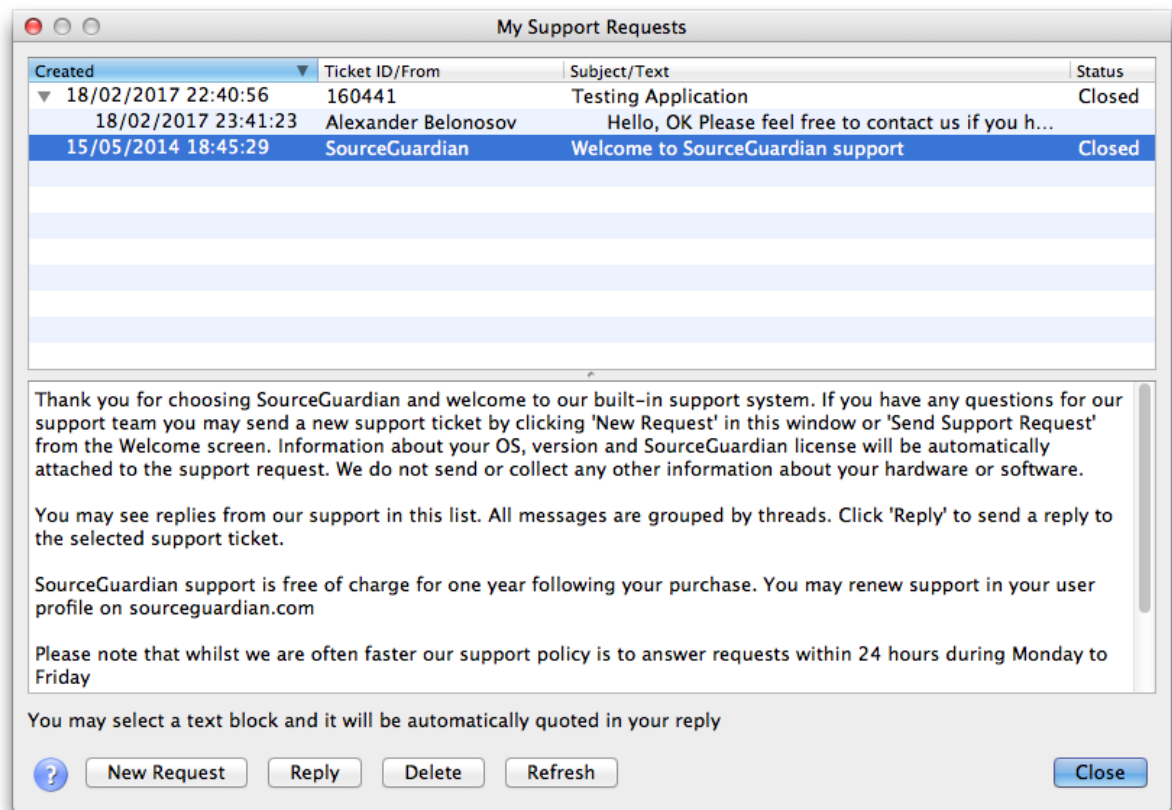 My Support Requests
Created Ticket ID/From Subject/Text Status
18/02/2017 22:40:56 160441 Testing Application Closed
18/02/2017 23:41:23 Alexander Belonosov Hello, OK Please feel free to contact us if you h...
15/05/2014 18:45:29 SourceGuardian Welcome to SourceGuardian support Closed
Thank you for choosing SourceGuardian and welcome to our built-in support system. If you have any questions for our
support team you may send a new support ticket by clicking 'New Request' in this window or 'Send Support Request'
from the Welcome screen. Information about your OS, version and SourceGuardian license will be automatically
attached to the support request. We do not send or collect any other information about your hardware or software.
You may see replies from our support in this list. All messages are grouped by threads. Click 'Reply' to send a reply to
the selected support ticket.
SourceGuardian support is free of charge for one year following your purchase. You may renew support in your user
profile on sourceguardian.com
Please note that whilst we are often faster our support policy is to answer requests within 24 hours during Monday to
Friday
You may select a text block and it will be automatically quoted in your reply
? New Request Reply Delete Refresh Close